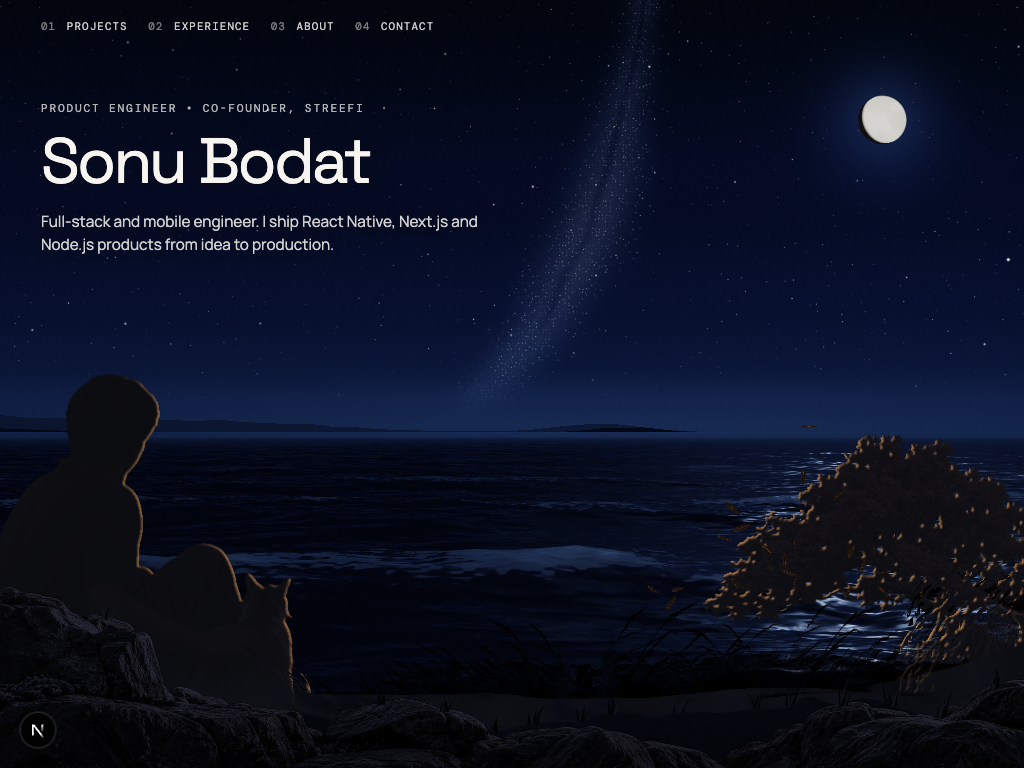 01 PROJECTS 02 EXPERIENCE 03 ABOUT 04 CONTACT
PRODUCT ENGINEER • CO-FOUNDER, STREEFI
Sonu Bodat
Full-stack and mobile engineer. I ship React Native, Next.js and
Node.js products from idea to production.
N